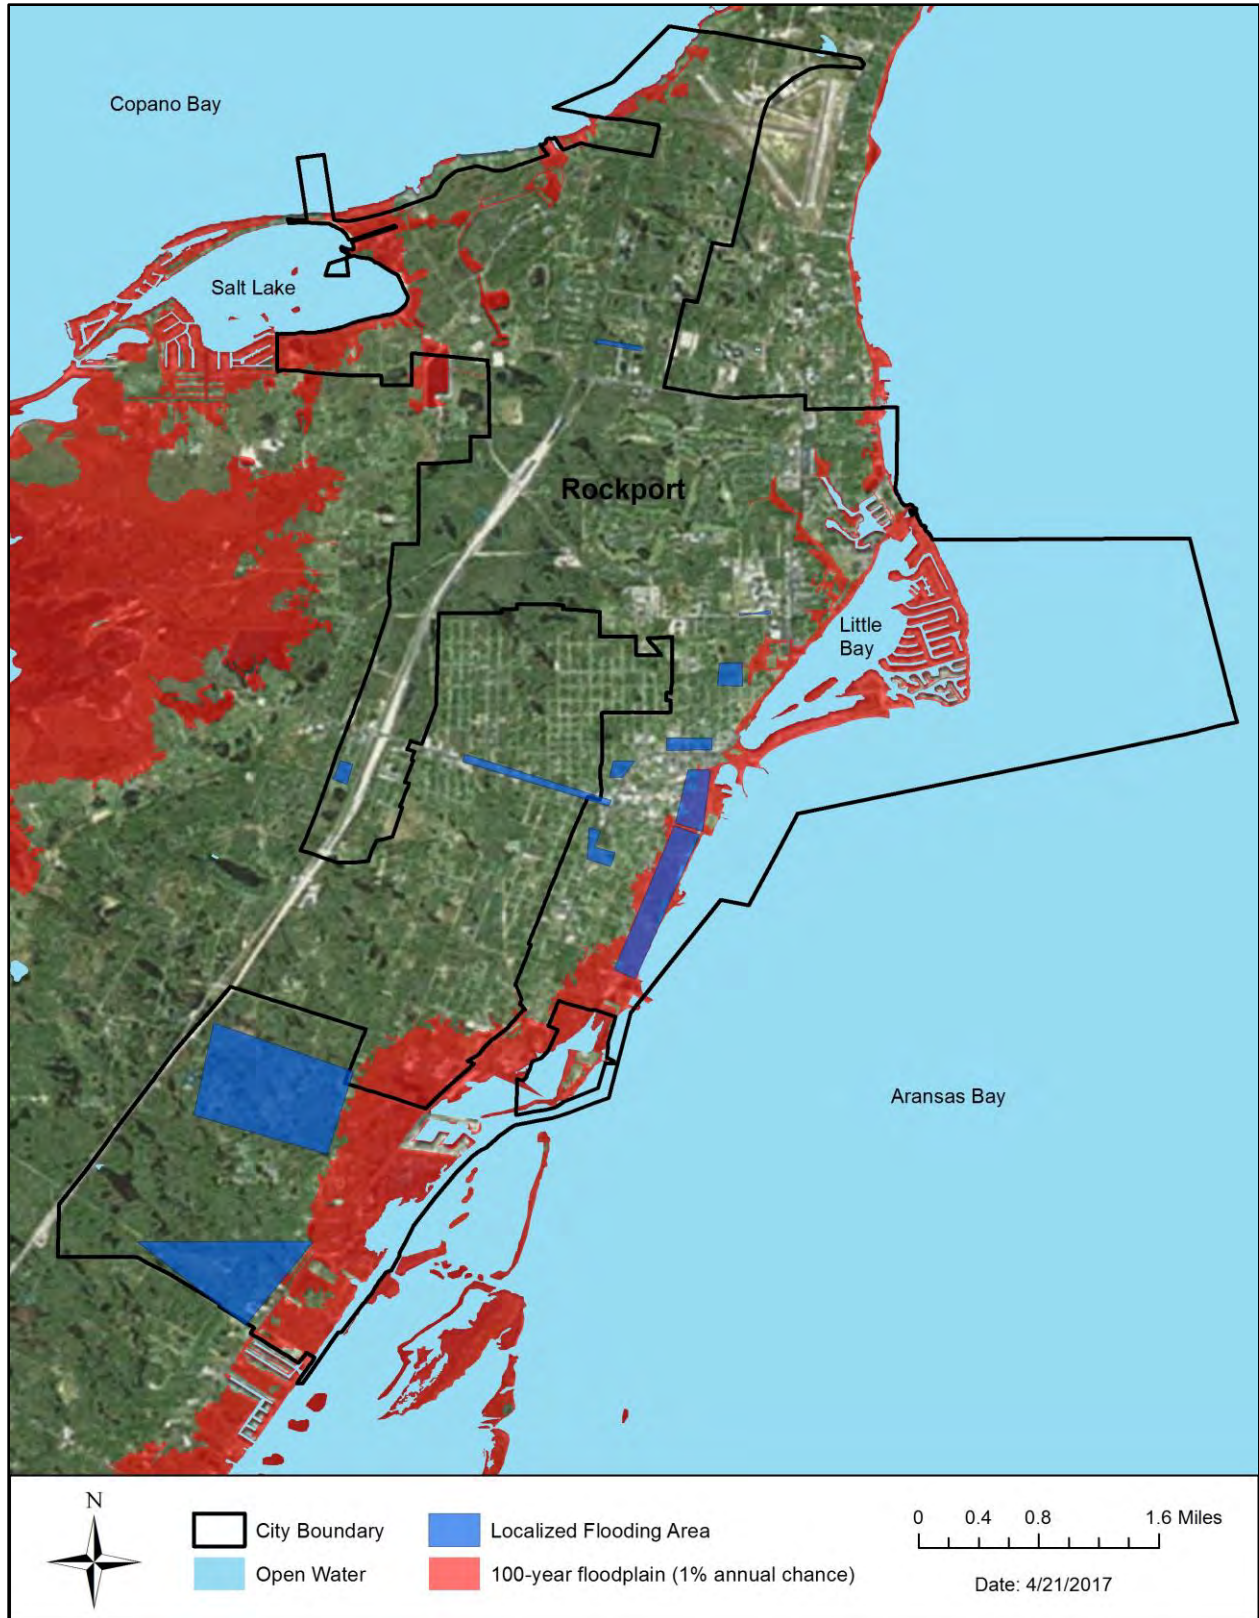 Copano Bay
Salt Lake
Rockport
Little
Bay
Aransas Bay
N
City Boundary
Open Water
Localized Flooding Area
100-year floodplain (1% annual chance)
0 0.4 0.8 1.6 Miles
Date: 4/21/2017